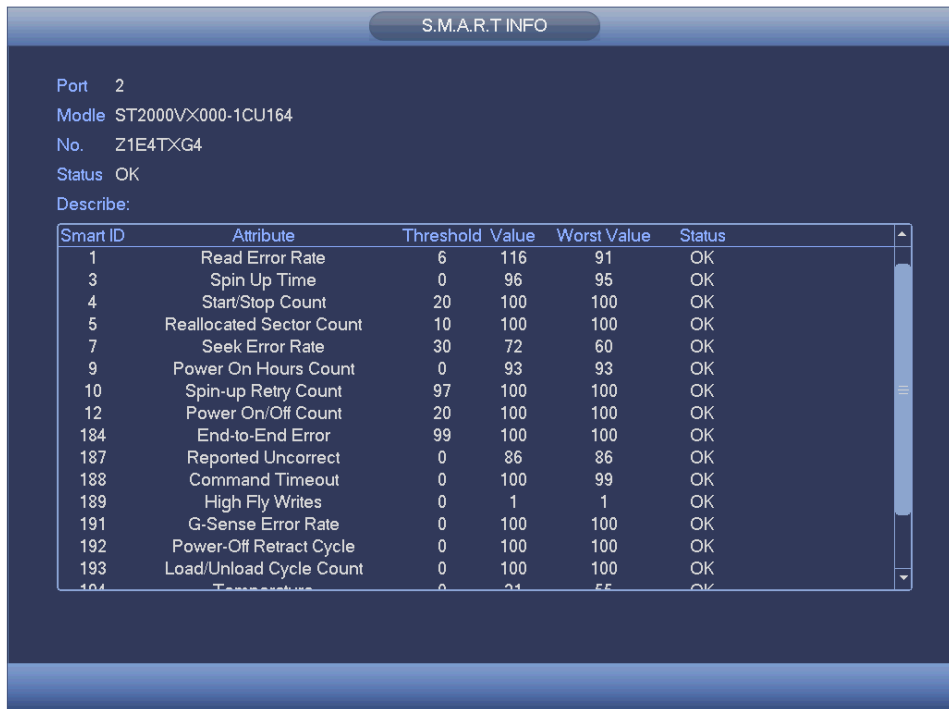 S.M.A.R.T INFO
Port 2
Modle ST2000VX000-1CU164
No. Z1E4TXG4
Status OK
Describe:
Smart ID Attribute Threshold Value Worst Value Status
1 Read Error Rate 6 116 91 OK
3 Spin Up Time 0 96 95 OK
4 Start/Stop Count 20 100 100 OK
5 Reallocated Sector Count 10 100 100 OK
7 Seek Error Rate 30 72 60 OK
9 Power On Hours Count 0 93 93 OK
10 Spin-up Retry Count 97 100 100 OK
12 Power On/Off Count 20 100 100 OK
184 End-to-End Error 99 100 100 OK
187 Reported Uncorrect 0 86 86 OK
188 Command Timeout 0 100 99 OK
189 High Fly Writes 0 1 1 OK
191 G-Sense Error Rate 0 100 100 OK
192 Power-Off Retract Cycle 0 100 100 OK
193 Load/Unload Cycle Count 0 100 100 OK
194 Temperature 0 OK